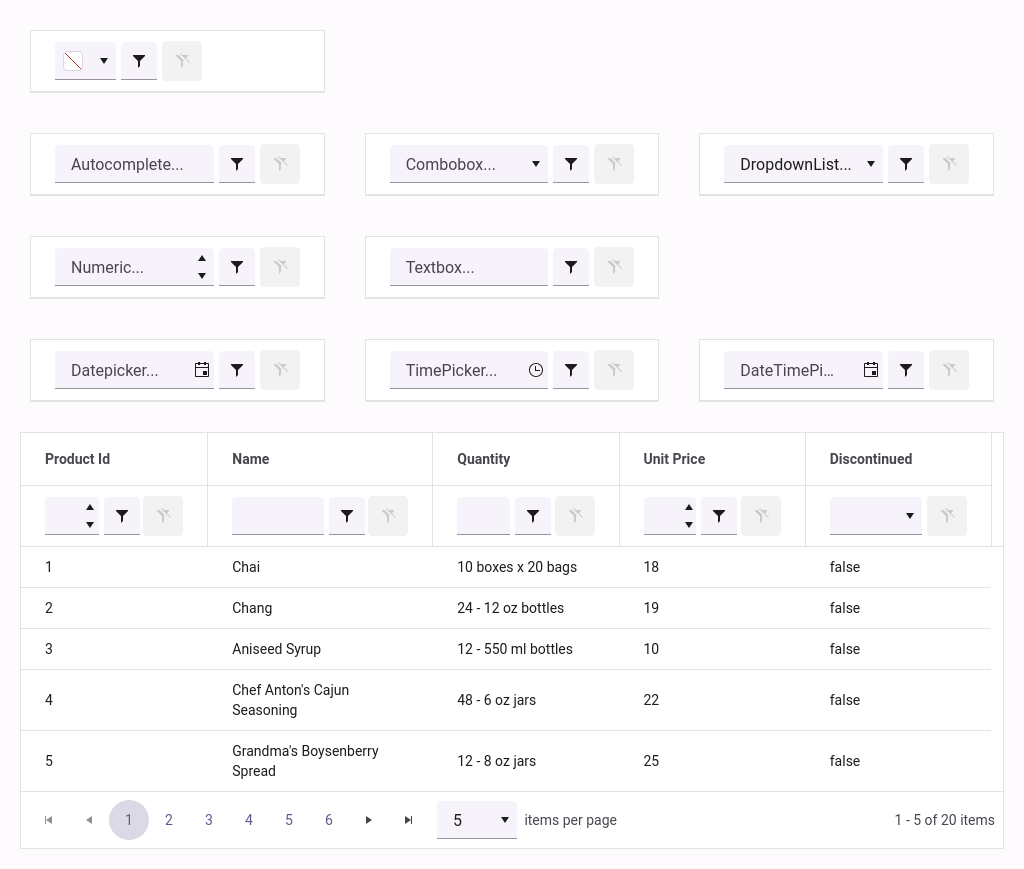 Autocomplete... Combobox... DropdownList...
Numeric... Textbox...
Datepicker... TimePicker... DateTimePi...
Product Id Name Quantity Unit Price Discontinued
1 Chai 10 boxes x 20 bags 18 false
2 Chang 24 - 12 oz bottles 19 false
3 Aniseed Syrup 12 - 550 ml bottles 10 false
4 Chef Anton's Cajun Seasoning 48 - 6 oz jars 22 false
5 Grandma's Boysenberry Spread 12 - 8 oz jars 25 false
1 2 3 4 5 6 5 items per page 1 - 5 of 20 items